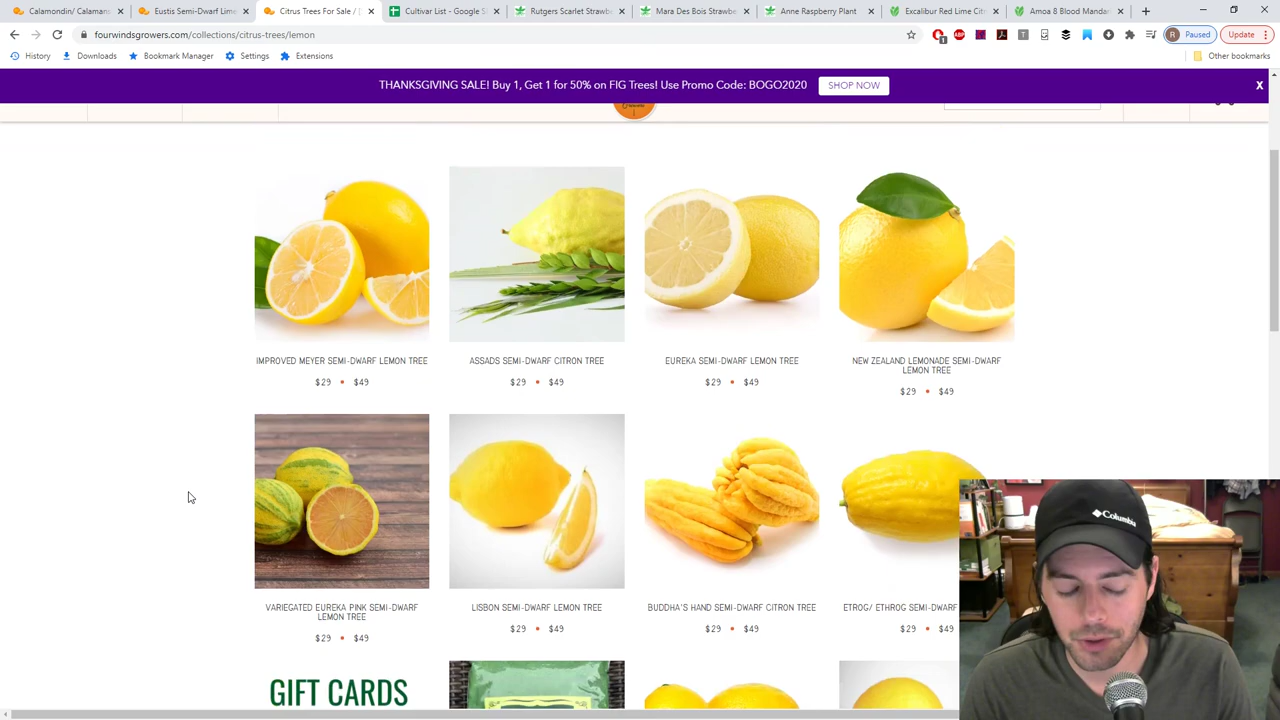 Calamondin/ Calaman
Eustis Semi-Dwarf Lime
Citrus Trees For Sale / [
Cultivar List - Google S
Rutgers Scarlet Strawb
Mara Des Bois Strawbe
Anne Raspberry Plant
Excalibur Red Lime Cit
Amoa 8 Blood Mandar
fourwindsgrowers.com/collections/citrus-trees/lemon
1
ABP
T
R Paused
Update
History
Downloads
Bookmark Manager
Settings
Extensions
Other bookmarks
THANKSGIVING SALE! Buy 1, Get 1 for 50% on FIG Trees! Use Promo Code: BOGO2020
SHOP NOW
X
IMPROVED MEYER SEMI-DWARF LEMON TREE
$29 • $49
ASSADS SEMI-DWARF CITRON TREE
$29 • $49
EUREKA SEMI-DWARF LEMON TREE
$29 • $49
NEW ZEALAND LEMONADE SEMI-DWARF
LEMON TREE
$29 • $49
VARIEGATED EUREKA PINK SEMI-DWARF
LEMON TREE
$29 • $49
LISBON SEMI-DWARF LEMON TREE
$29 • $49
BUDDHA'S HAND SEMI-DWARF CITRON TREE
$29 • $49
ETROG/ ETHROG SEMI-DWARF
$29 • $49
GIFT CARDS
Columbia